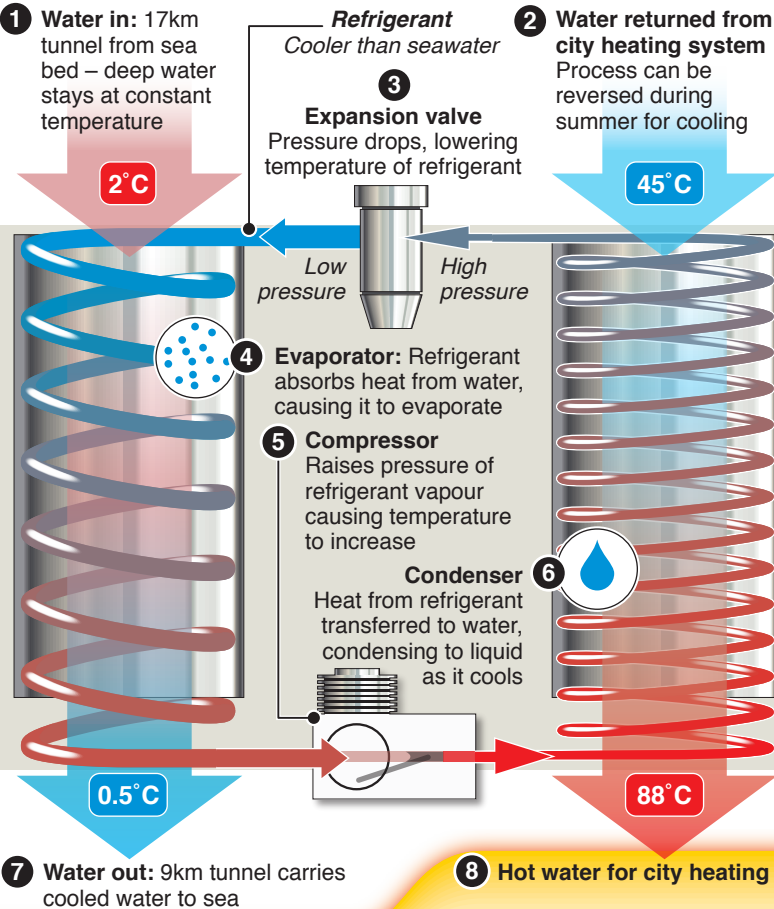 1 Water in: 17km
tunnel from sea
bed – deep water
stays at constant
temperature
2˚C
Refrigerant
Cooler than seawater
2 Water returned from
city heating system
Process can be
reversed during
summer for cooling
45˚C
3
Expansion valve
Pressure drops, lowering
temperature of refrigerant
Low
pressure
High
pressure
4 Evaporator: Refrigerant
absorbs heat from water,
causing it to evaporate
5 Compressor
Raises pressure of
refrigerant vapour
causing temperature
to increase
Condenser 6
Heat from refrigerant
transferred to water,
condensing to liquid
as it cools
0.5˚C
88˚C
7 Water out: 9km tunnel carries
cooled water to sea
8 Hot water for city heating